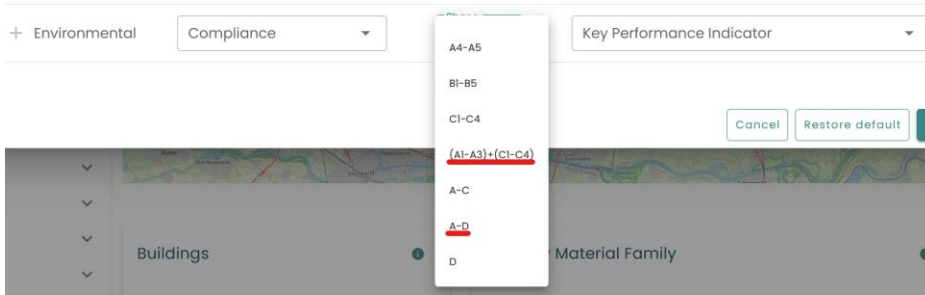 + Environmental
Compliance
Key Performance Indicator
A4-A5
B1-B5
C1-C4
(A1-A3)+(C1-C4)
A-C
A-D
D
Cancel
Restore default
Buildings
Material Family